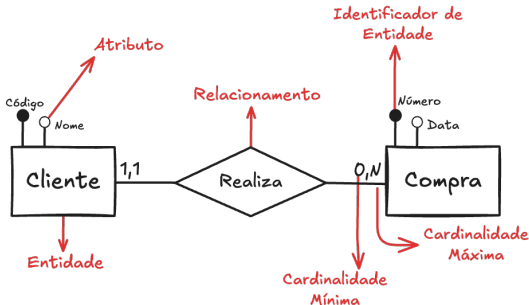 Identificador de
Entidade
Atributo
Relacionamento
Código
Nome
Número
Data
1,1
0,N
Cliente
Realiza
Compra
Entidade
Cardinalidade
Máxima
Cardinalidade
Mínima